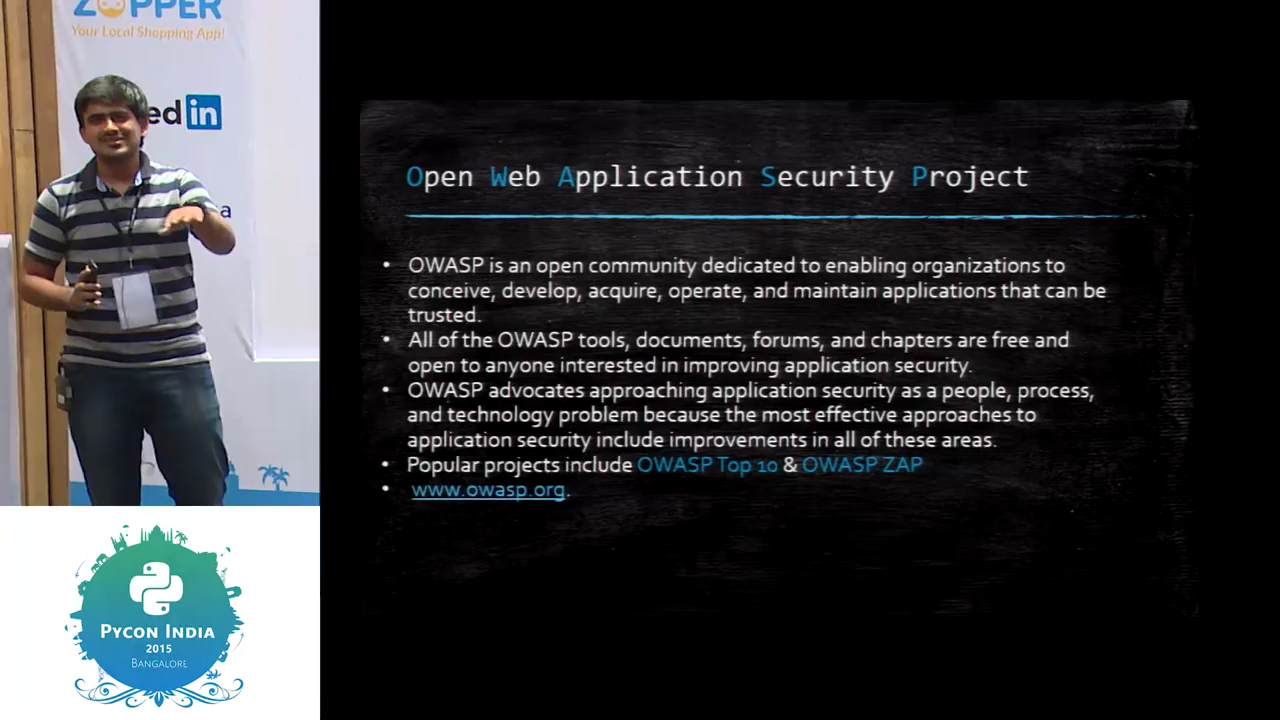 ZOPPER
Your Local Shopping App!
ed in
a
Open Web Application Security Project
• OWASP is an open community dedicated to enabling organizations to
conceive, develop, acquire, operate, and maintain applications that can be
trusted.
• All of the OWASP tools, documents, forums, and chapters are free and
open to anyone interested in improving application security.
• OWASP advocates approaching application security as a people, process,
and technology problem because the most effective approaches to
application security include improvements in all of these areas.
• Popular projects include OWASP Top 10 & OWASP ZAP
• www.owasp.org.
PYCON INDIA
2015
BANGALORE